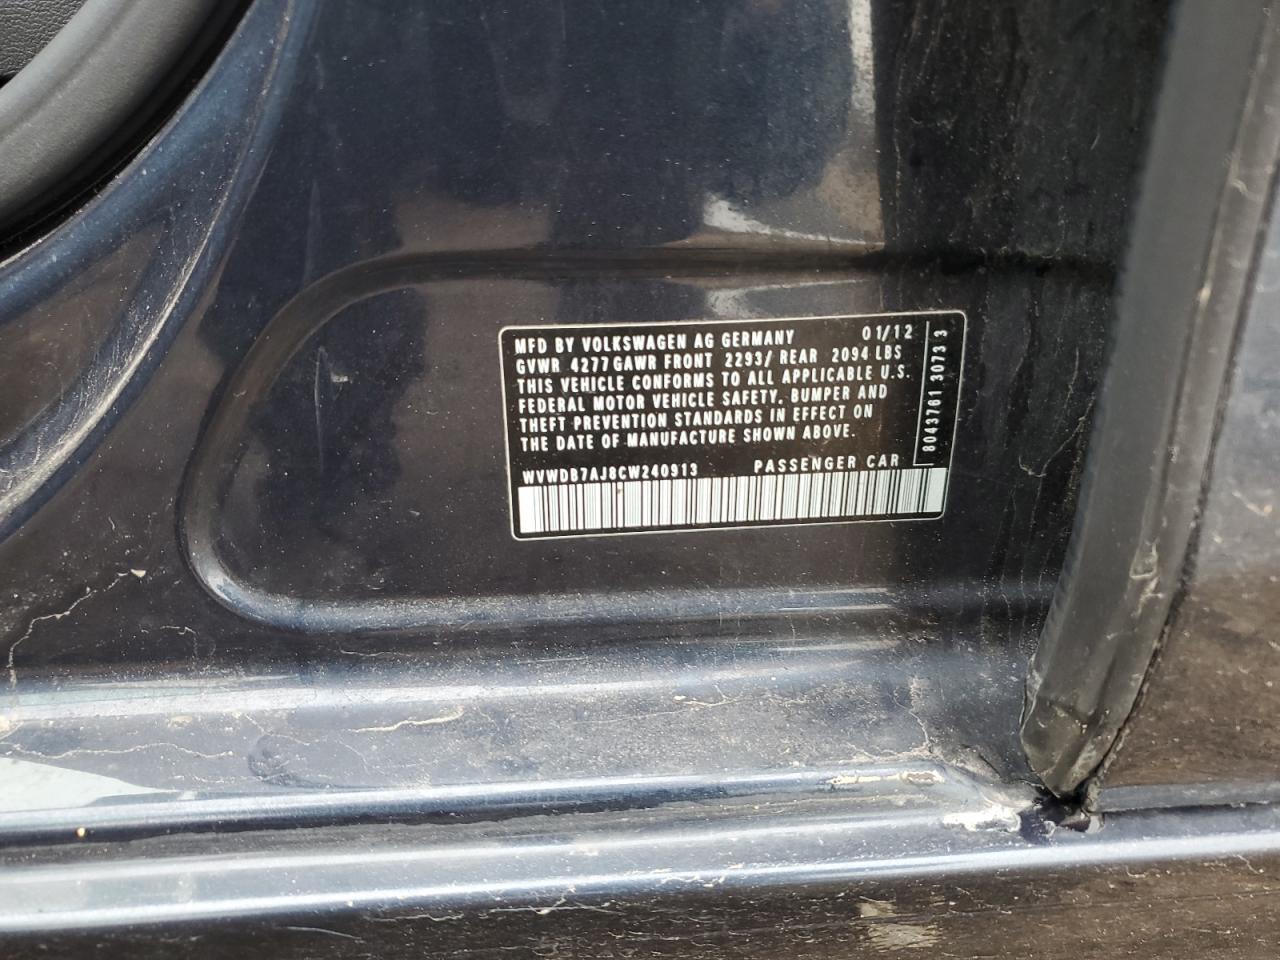 MFD BY VOLKSWAGEN AG GERMANY 01/12
GVWR 4277 GAWR FRONT 2293/ REAR 2094 LBS
THIS VEHICLE CONFORMS TO ALL APPLICABLE U.S.
FEDERAL MOTOR VEHICLE SAFETY, BUMPER AND
THEFT PREVENTION STANDARDS IN EFFECT ON
THE DATE OF MANUFACTURE SHOWN ABOVE.
WVWDB7AJ8CW240913 PASSENGER CAR
8043761 3073 3